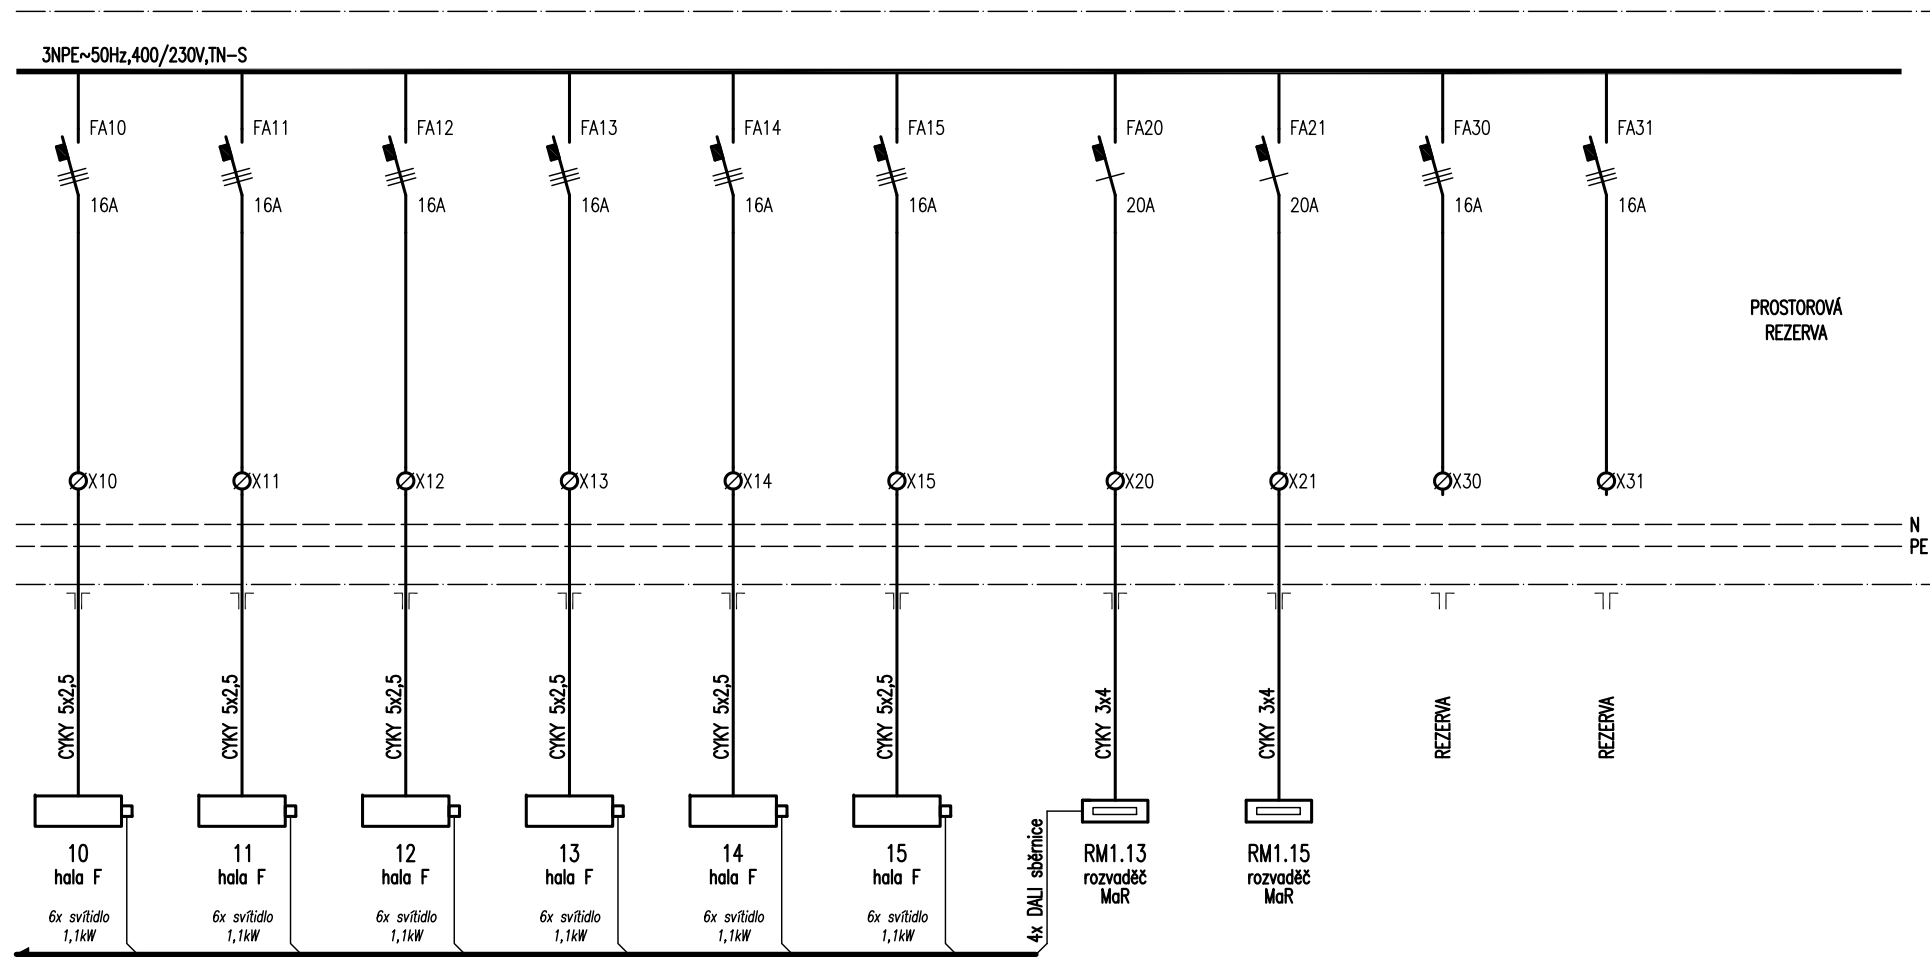 3NPE~50Hz,400/230V,TN-S
FA10
FA11
FA12
FA13
FA14
FA15
FA20
FA21
FA30
FA31
16A
16A
16A
16A
16A
16A
20A
20A
16A
16A
PROSTOROVÁ
REZERVA
X10
X11
X12
X13
X14
X15
X20
X21
X30
X31
N
PE
CYKY 5x2,5
CYKY 5x2,5
CYKY 5x2,5
CYKY 5x2,5
CYKY 5x2,5
CYKY 5x2,5
CYKY 3x4
CYKY 3x4
REZERVA
REZERVA
10
hala F
6x svítidlo
1,1kW
11
hala F
6x svítidlo
1,1kW
12
hala F
6x svítidlo
1,1kW
13
hala F
6x svítidlo
1,1kW
14
hala F
6x svítidlo
1,1kW
15
hala F
6x svítidlo
1,1kW
4x DALI sběrnice
RM1.13
rozvaděč
MaR
RM1.15
rozvaděč
MaR